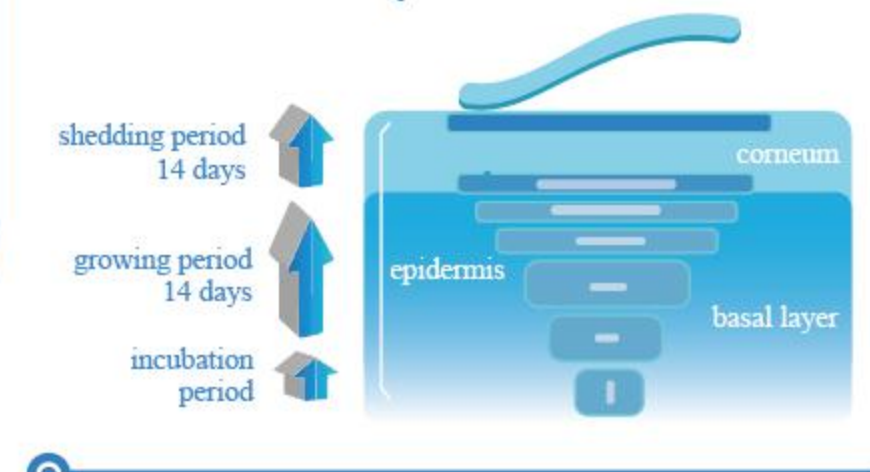 shedding period
14 days
corneum
growing period
14 days
epidermis
basal layer
incubation
period